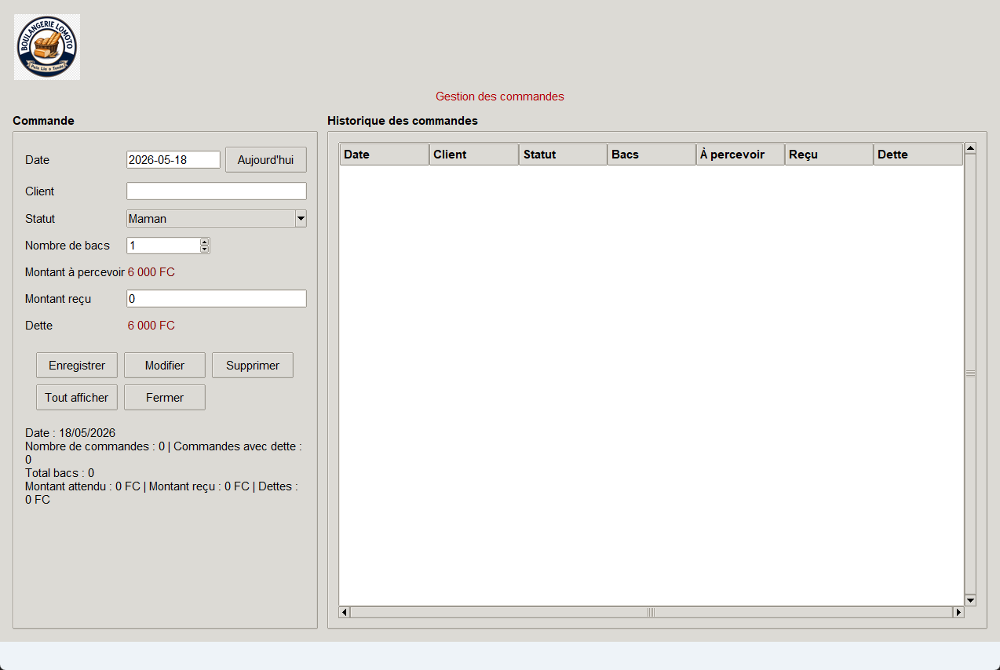 BOULANGERIE LOMOTO
Pain Lia o Tonda
Gestion des commandes
Commande
Date 2026-05-18 Aujourd'hui
Client
Statut Maman
Nombre de bacs 1
Montant à percevoir 6 000 FC
Montant reçu 0
Dette 6 000 FC
Enregistrer Modifier Supprimer
Tout afficher Fermer
Date : 18/05/2026
Nombre de commandes : 0 | Commandes avec dette :
0
Total bacs : 0
Montant attendu : 0 FC | Montant reçu : 0 FC | Dettes :
0 FC
Historique des commandes
Date Client Statut Bacs À percevoir Reçu Dette